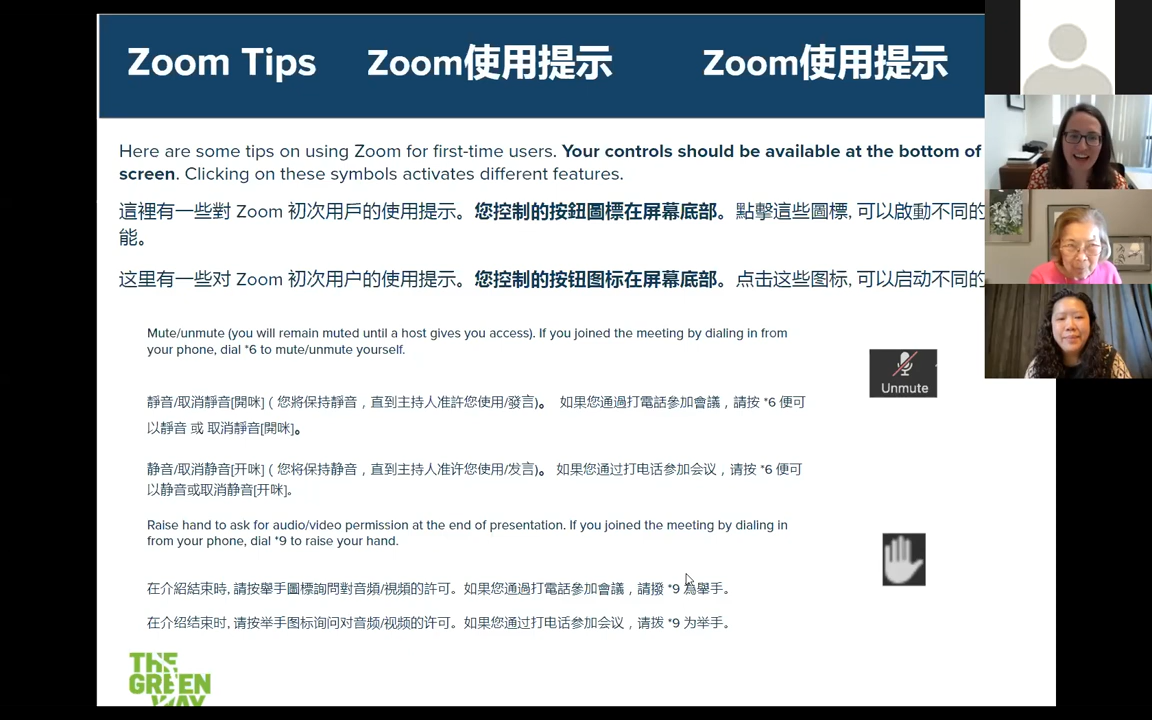 Zoom Tips Zoom使用提示 Zoom使用提示
Here are some tips on using Zoom for first-time users. Your controls should be available at the bottom of
screen. Clicking on these symbols activates different features.
這裡有一些對 Zoom 初次用戶的使用提示。您控制的按鈕圖標在屏幕底部。點擊這些圖標, 可以啟動不同的
能。
这里有一些对 Zoom 初次用户的使用提示。您控制的按钮图标在屏幕底部。点击这些图标, 可以启动不同的
Mute/unmute (you will remain muted until a host gives you access). If you joined the meeting by dialing in from
your phone, dial *6 to mute/unmute yourself.
Unmute
靜音/取消靜音[開咪] ( 您將保持靜音，直到主持人准許您使用/發言)。 如果您通過打電話參加會議，請按 *6 便可
以靜音 或 取消靜音[開咪]。
静音/取消静音[开咪] ( 您将保持静音，直到主持人准许您使用/发言)。 如果您通过打电话参加会议，请按 *6 便可
以静音或取消静音[开咪]。
Raise hand to ask for audio/video permission at the end of presentation. If you joined the meeting by dialing in
from your phone, dial *9 to raise your hand.
在介紹結束時, 請按舉手圖標詢問對音頻/視頻的許可。如果您通過打電話參加會議，請撥 *9 為舉手。
在介绍结束时, 请按举手图标询问对音频/视频的许可。如果您通过打电话参加会议，请拨 *9 为举手。
THE
GREEN
WAY